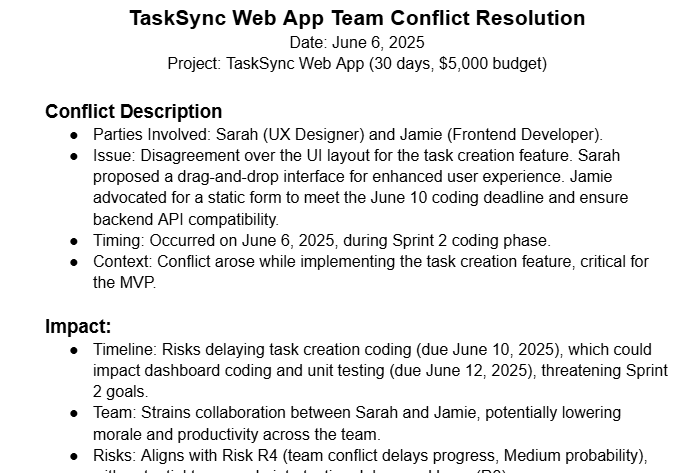 TaskSync Web App Team Conflict Resolution
Date: June 6, 2025
Project: TaskSync Web App (30 days, $5,000 budget)
Conflict Description
● Parties Involved: Sarah (UX Designer) and Jamie (Frontend Developer).
● Issue: Disagreement over the UI layout for the task creation feature. Sarah
proposed a drag-and-drop interface for enhanced user experience. Jamie
advocated for a static form to meet the June 10 coding deadline and ensure
backend API compatibility.
● Timing: Occurred on June 6, 2025, during Sprint 2 coding phase.
● Context: Conflict arose while implementing the task creation feature, critical for
the MVP.
Impact:
● Timeline: Risks delaying task creation coding (due June 10, 2025), which could
impact dashboard coding and unit testing (due June 12, 2025), threatening Sprint
2 goals.
● Team: Strains collaboration between Sarah and Jamie, potentially lowering
morale and productivity across the team.
● Risks: Aligns with Risk R4 (team conflict delays progress, Medium probability),